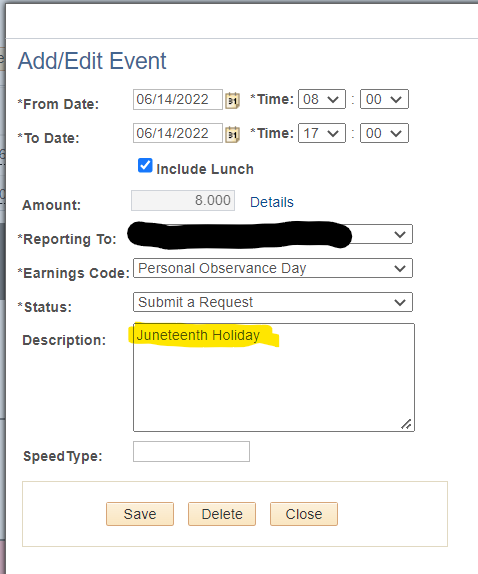 Add/Edit Event
*From Date: 06/14/2022 31 *Time: 08 : 00
*To Date: 06/14/2022 31 *Time: 17 : 00
Include Lunch
Amount: 8.000 Details
*Reporting To:
*Earnings Code: Personal Observance Day
*Status: Submit a Request
Description: Juneteenth Holiday
SpeedType:
Save Delete Close